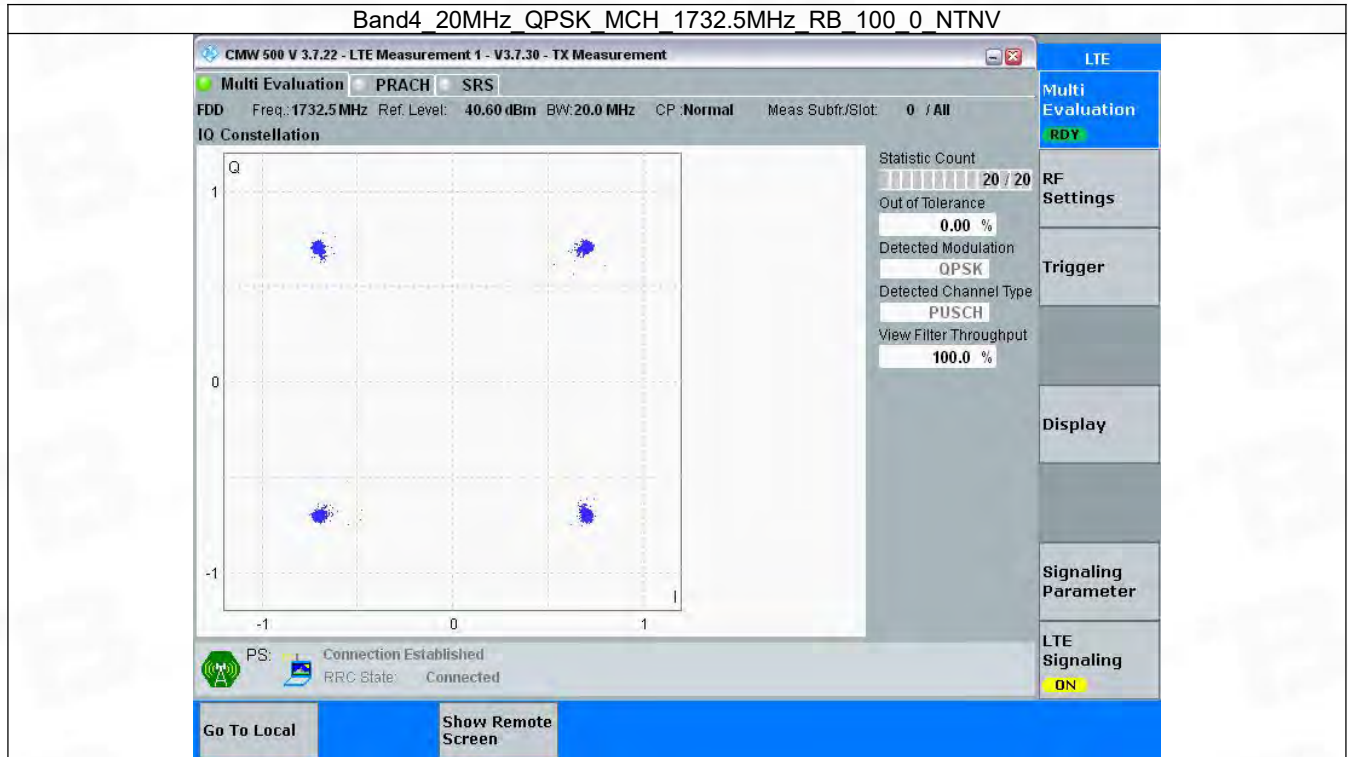 Band4_20MHz_QPSK_MCH_1732.5MHz_RB_100_0_NTNV
CMW 500 V 3.7.22 - LTE Measurement 1 - V3.7.30 - TX Measurement
LTE
Multi Evaluation PRACH SRS
FDD Freq.:1732.5 MHz Ref. Level: 40.60 dBm BW:20.0 MHz CP :Normal Meas Subfr./Slot: 0 / All
IQ Constellation
Multi
Evaluation
RDY
Q
1
0
-1
-1 0 1
I
Statistic Count
20 / 20
Out of Tolerance
0.00 %
Detected Modulation
QPSK
Detected Channel Type
PUSCH
View Filter Throughput
100.0 %
RF
Settings
Trigger
Display
Signaling
Parameter
LTE
Signaling
ON
PS: Connection Established
RRC State: Connected
Go To Local
Show Remote
Screen